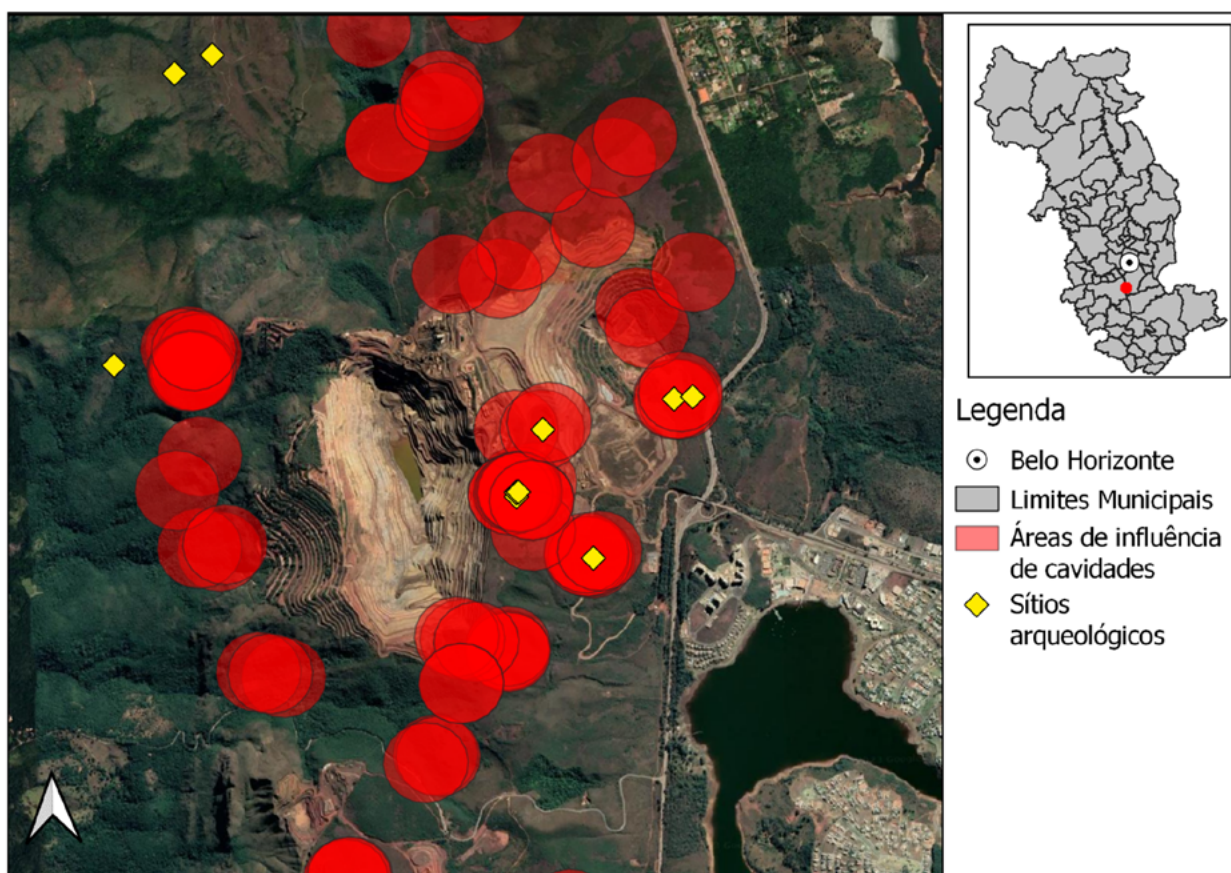 Legenda
Belo Horizonte
Limites Municipais
Áreas de influência
de cavidades
Sítios
arqueológicos